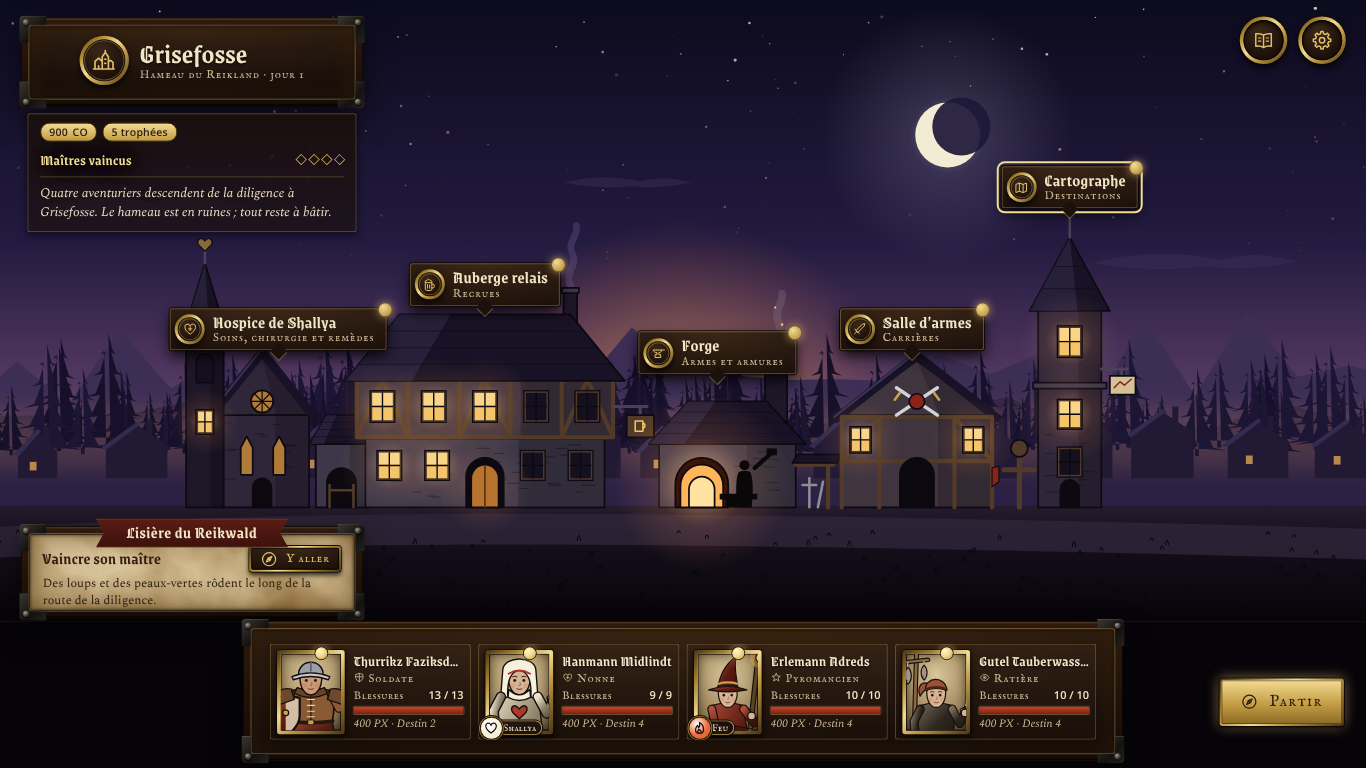 Grisefosse
Hameau du Reikland · jour 1
900 CO
5 trophées
Maîtres vaincus
Quatre aventuriers descendent de la diligence à
Grisefosse. Le hameau est en ruines ; tout reste à bâtir.
Cartographe
Destinations
Auberge relais
Recrues
Hospice de Shallya
Soins, chirurgie et remèdes
Forge
Armes et armures
Salle d'armes
Carrières
Lisière du Reikwald
Vaincre son maître
Y aller
Des loups et des peaux-vertes rôdent le long de la
route de la diligence.
Thurrikz Faziksd...
Soldate
Blessures 13 / 13
400 PX · Destin 2
Hanmann Midlindt
Nonne
Blessures 9 / 9
Shallya
400 PX · Destin 4
Erlemann Adreds
Pyromancien
Blessures 10 / 10
Feu
400 PX · Destin 4
Gutel Tauberwass...
Ratière
Blessures 10 / 10
400 PX · Destin 4
Partir